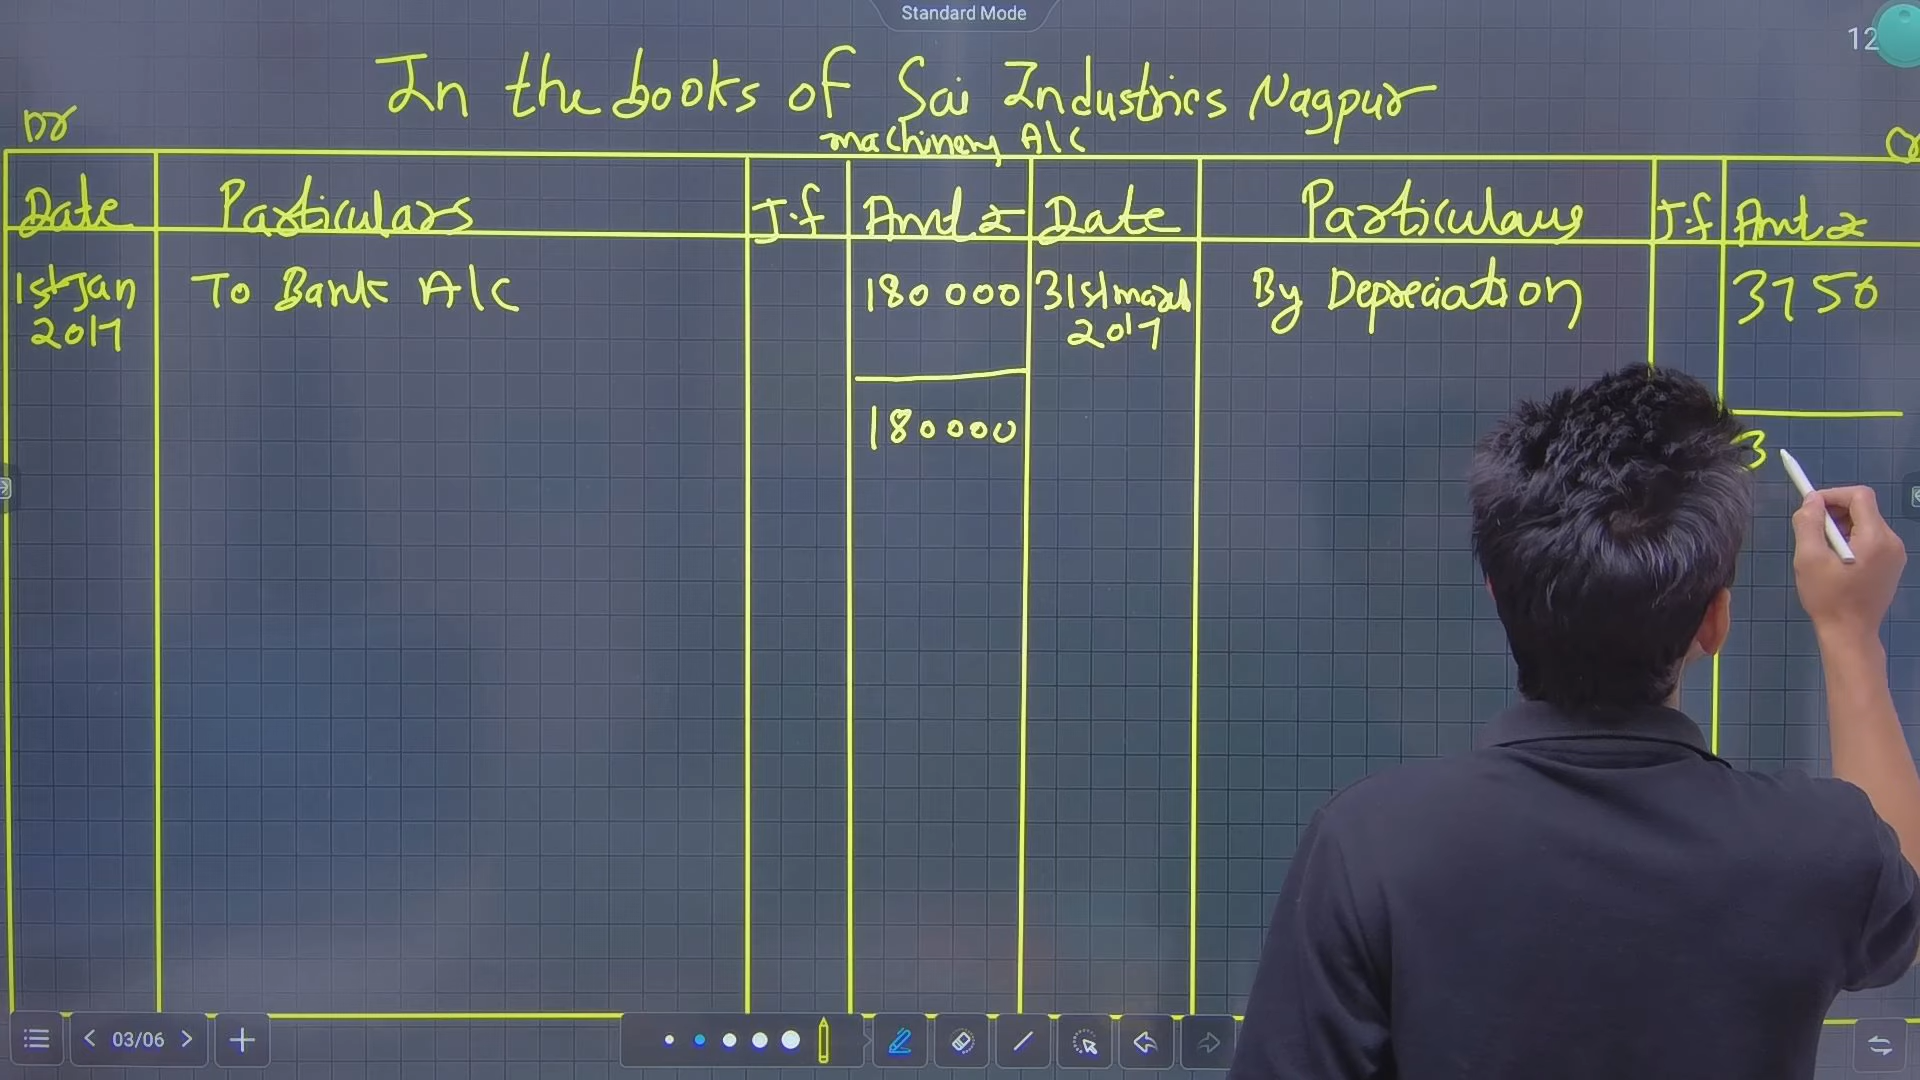 Standard Mode
12
In the books of Sai Industries Nagpur
Dr machinery A/c
Date Particulars J.f Amt ₹ Date Particulars J.f Amt ₹
1st Jan 2017 To Bank A/c 180 000 31st march 2017 By Depreciation 3750
180000 3
03/06